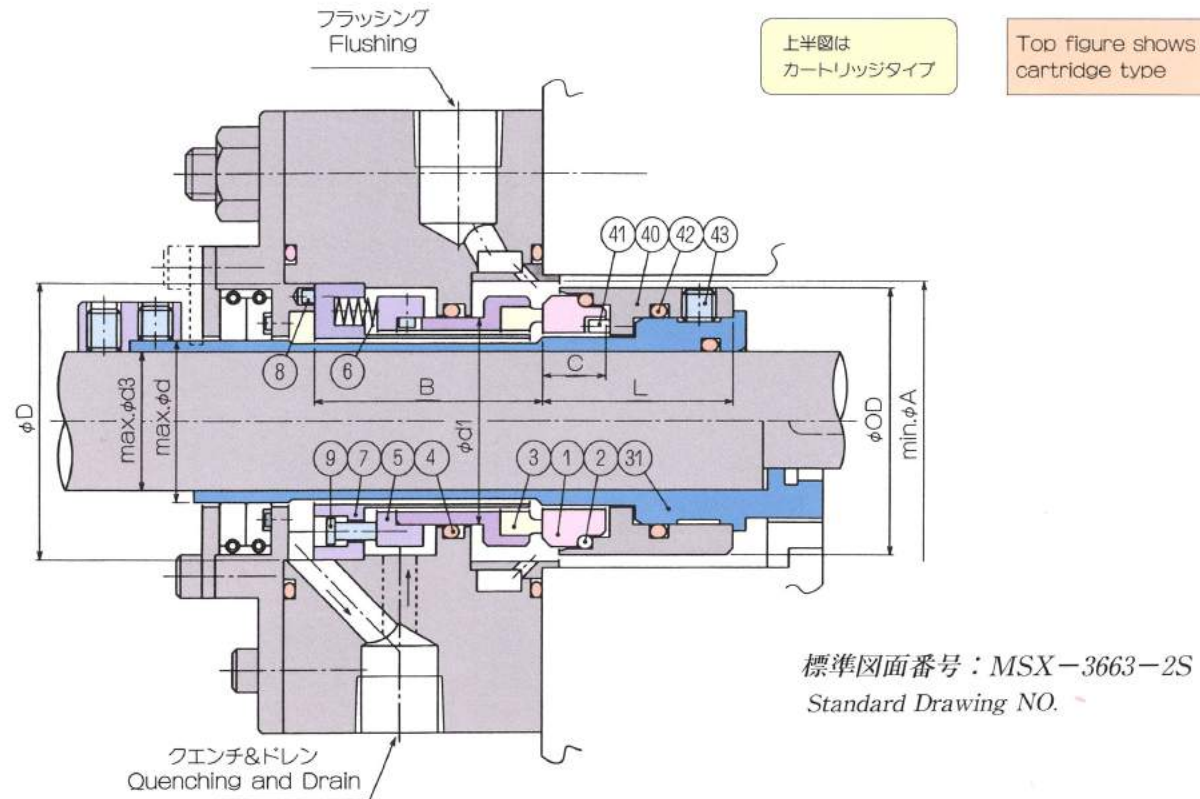 フラッシング
Flushing
上半図は
カートリッジタイプ
Top figure shows
cartridge type
41 40 42 43
8 6
B
C
L
φD
max.φd3
max.φd
φd1
φOD
min.φA
9 7 5 4 3 1 2 31
標準図面番号：MSX－3663－2S
Standard Drawing NO.
クエンチ&ドレン
Quenching and Drain